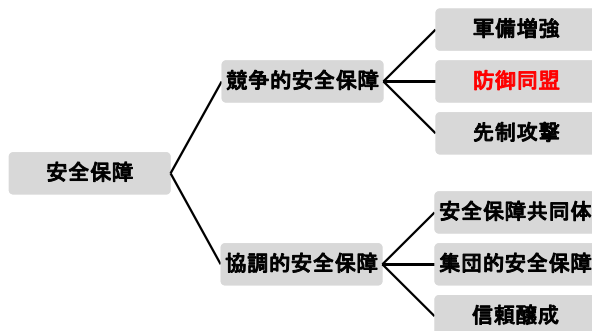 安全保障
競争的安全保障
軍備増強
防御同盟
先制攻撃
協調的安全保障
安全保障共同体
集団的安全保障
信頼醸成